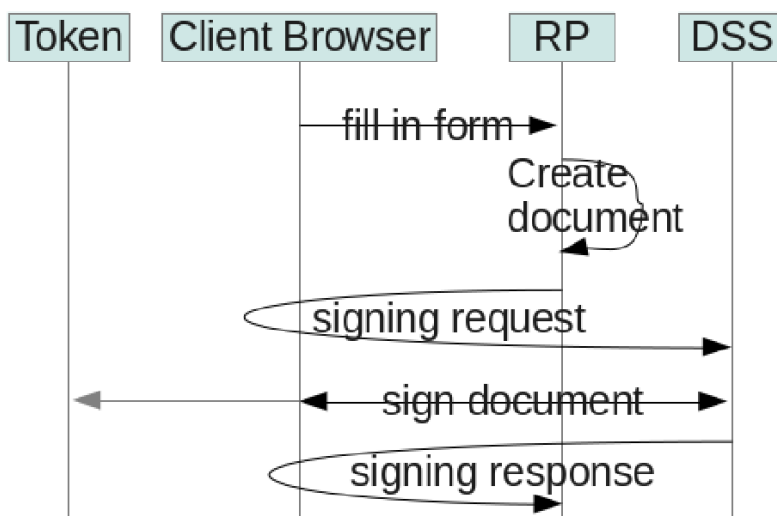 Token
Client Browser
RP
DSS
fill in form
Create
document
signing request
sign document
signing response